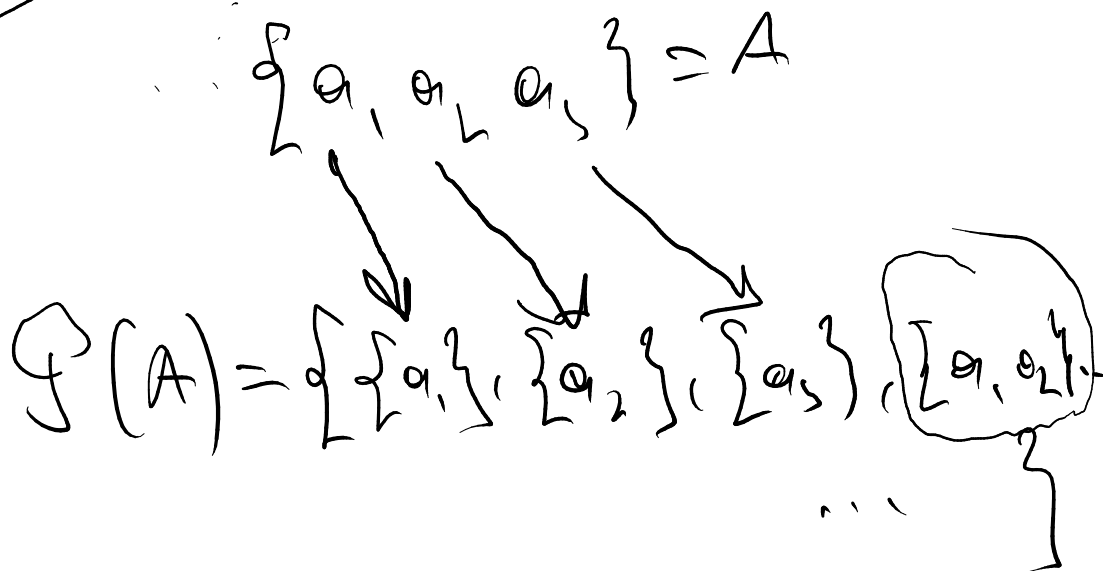 { a₁ a₂ a₃ } = A
𝒫(A) = { {a₁}, {a₂}, {a₃}, {a₁ a₂}.
... }